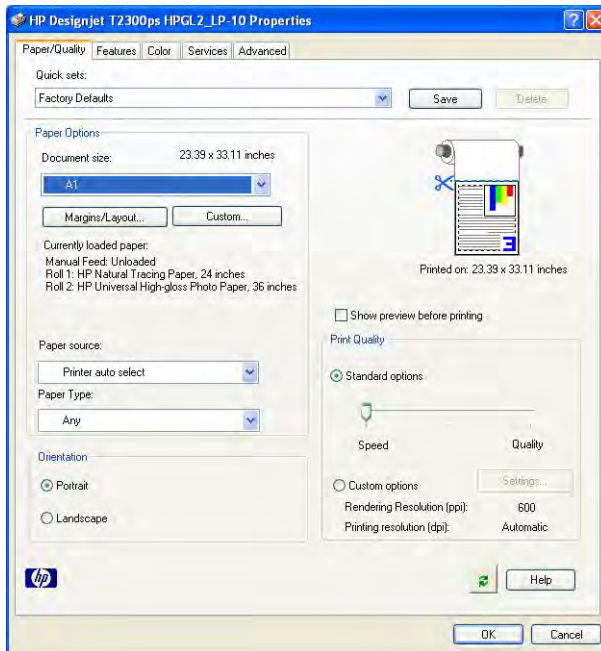 HP Designjet T2300ps HPGL2_LP-10 Properties
Paper/Quality Features Color Services Advanced
Quick sets:
Factory Defaults
Save
Delete
Paper Options
Document size: 23.39 x 33.11 inches
A1
Margins/Layout...
Custom...
Currently loaded paper:
Manual Feed: Unloaded
Roll 1: HP Natural Tracing Paper, 24 inches
Roll 2: HP Universal High-gloss Photo Paper, 36 inches
Paper source:
Printer auto select
Paper Type:
Any
Orientation
Portrait
Landscape
3
Printed on: 23.39 x 33.11 inches
Show preview before printing
Print Quality
Standard options
Speed Quality
Custom options
Settings...
Rendering Resolution (ppi): 600
Printing resolution (dpi): Automatic
hp
Help
OK
Cancel